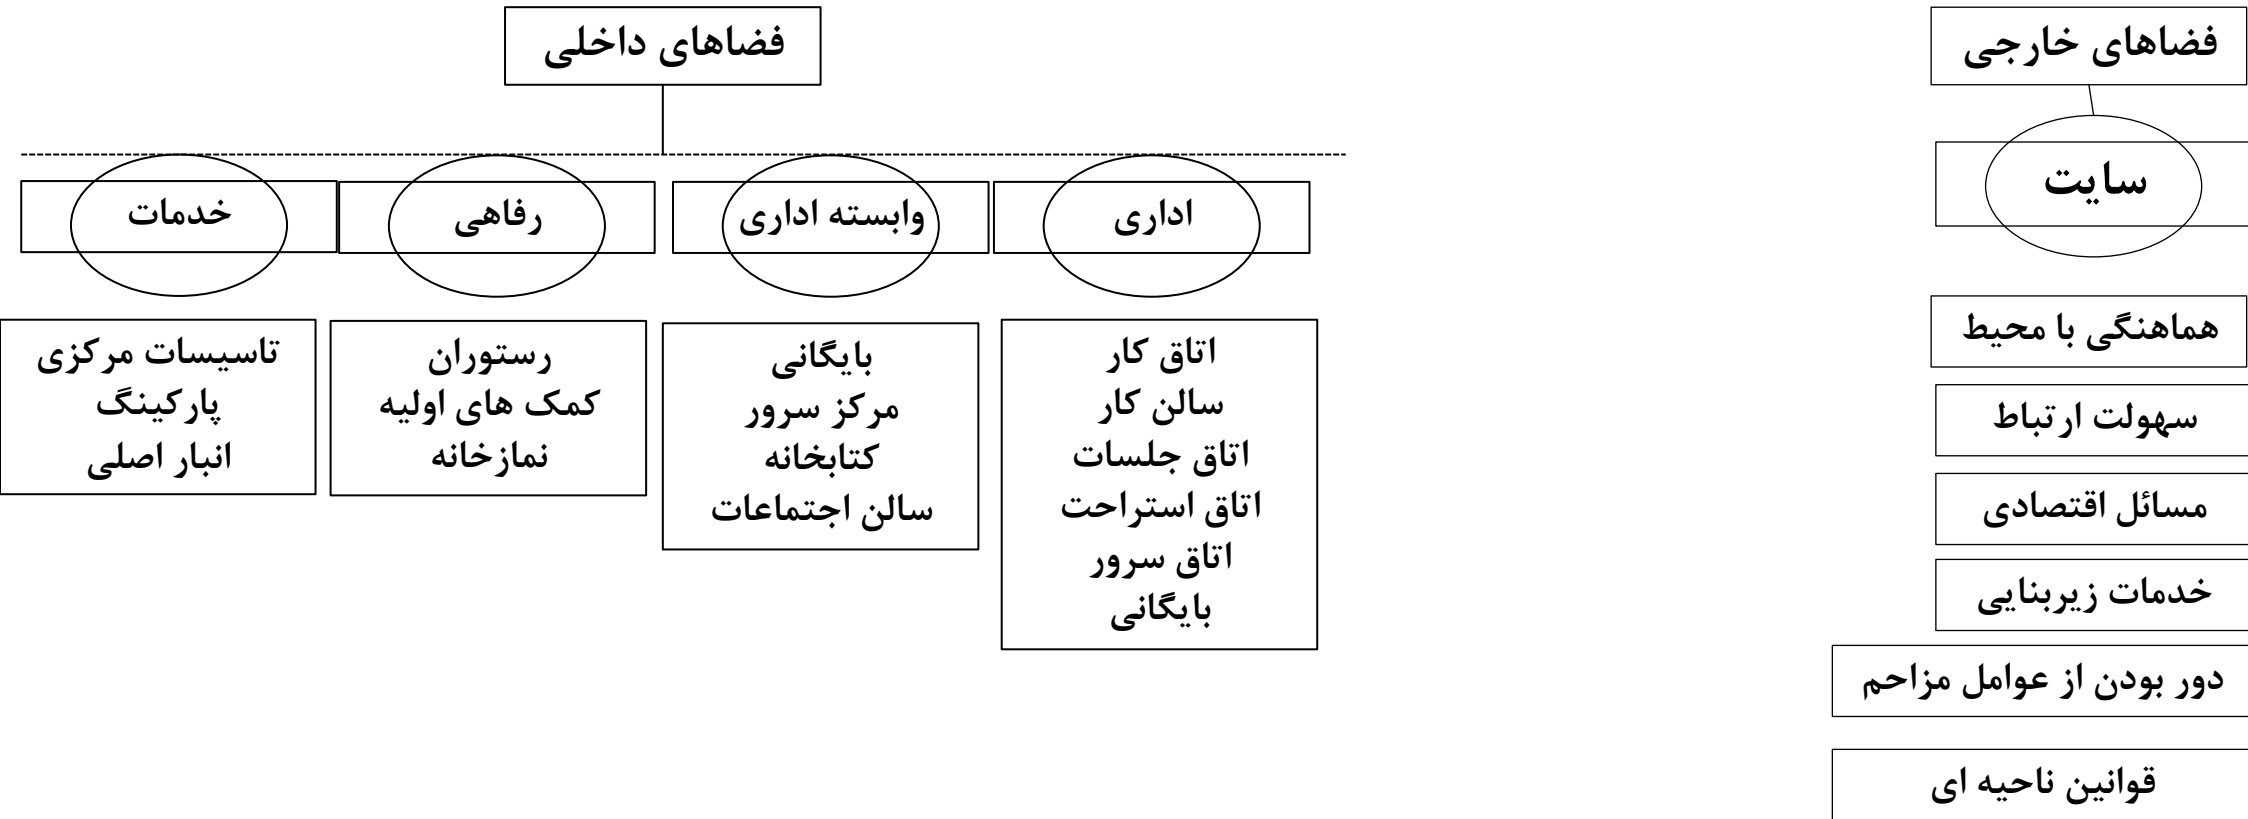 فضاهای خارجی
سایت
هماهنگی با محیط
سهولت ارتباط
مسائل اقتصادی
خدمات زیربنایی
دور بودن از عوامل مزاحم
قوانین ناحیه ای
فضاهای داخلی
اداری
وابسته اداری
رفاهی
خدمات
اتاق کار
سالن کار
اتاق جلسات
اتاق استراحت
اتاق سرور
بایگانی
بایگانی
مرکز سرور
کتابخانه
سالن اجتماعات
رستوران
کمک های اولیه
نمازخانه
تاسیسات مرکزی
پارکینگ
انبار اصلی